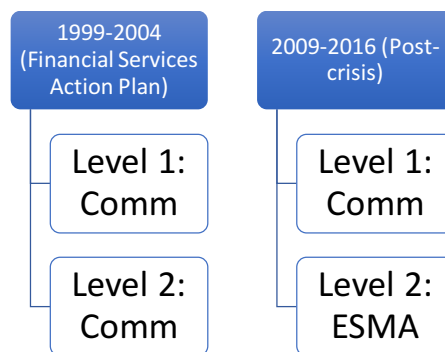 1999-2004
(Financial Services
Action Plan)
Level 1:
Comm
Level 2:
Comm
2009-2016 (Post-
crisis)
Level 1:
Comm
Level 2:
ESMA